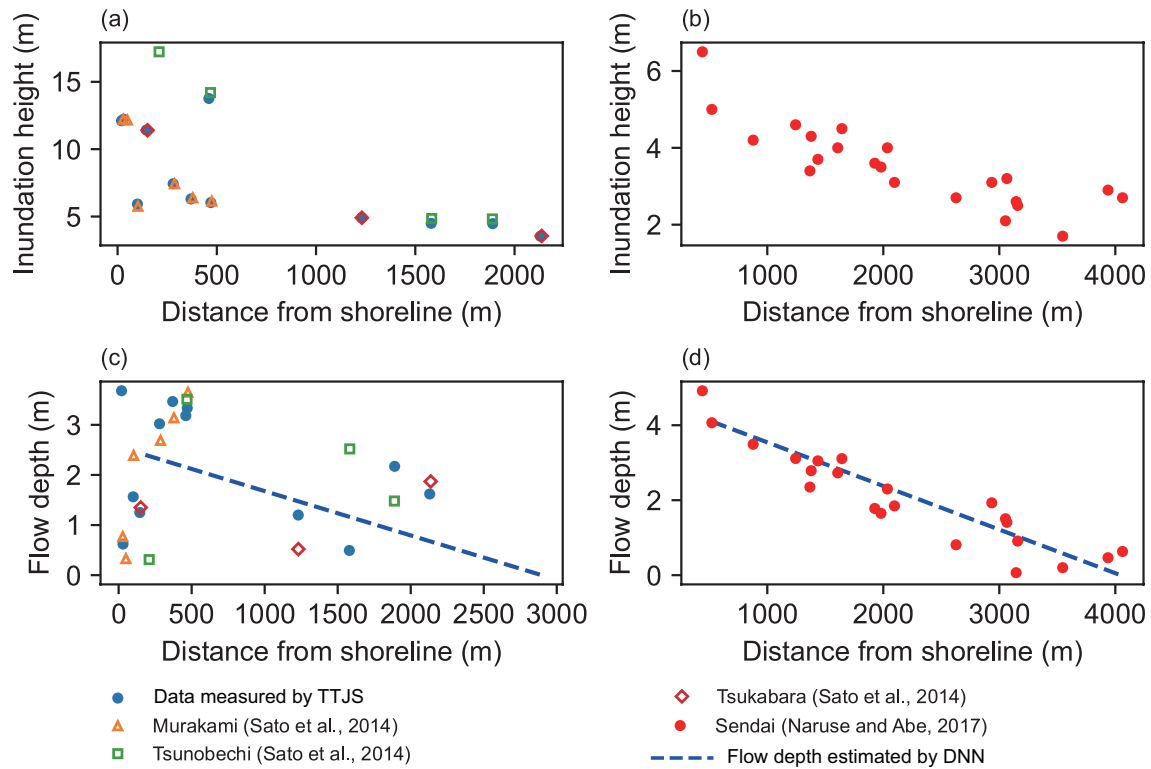 (a)
Inundation height (m)
15
10
5
0 500 1000 1500 2000
Distance from shoreline (m)
(b)
Inundation height (m)
6
4
2
1000 2000 3000 4000
Distance from shoreline (m)
(c)
Flow depth (m)
3
2
1
0
0 500 1000 1500 2000 2500 3000
Distance from shoreline (m)
(d)
Flow depth (m)
4
2
0
1000 2000 3000 4000
Distance from shoreline (m)
Data measured by TTJS
Murakami (Sato et al., 2014)
Tsunobechi (Sato et al., 2014)
Tsukabara (Sato et al., 2014)
Sendai (Naruse and Abe, 2017)
Flow depth estimated by DNN